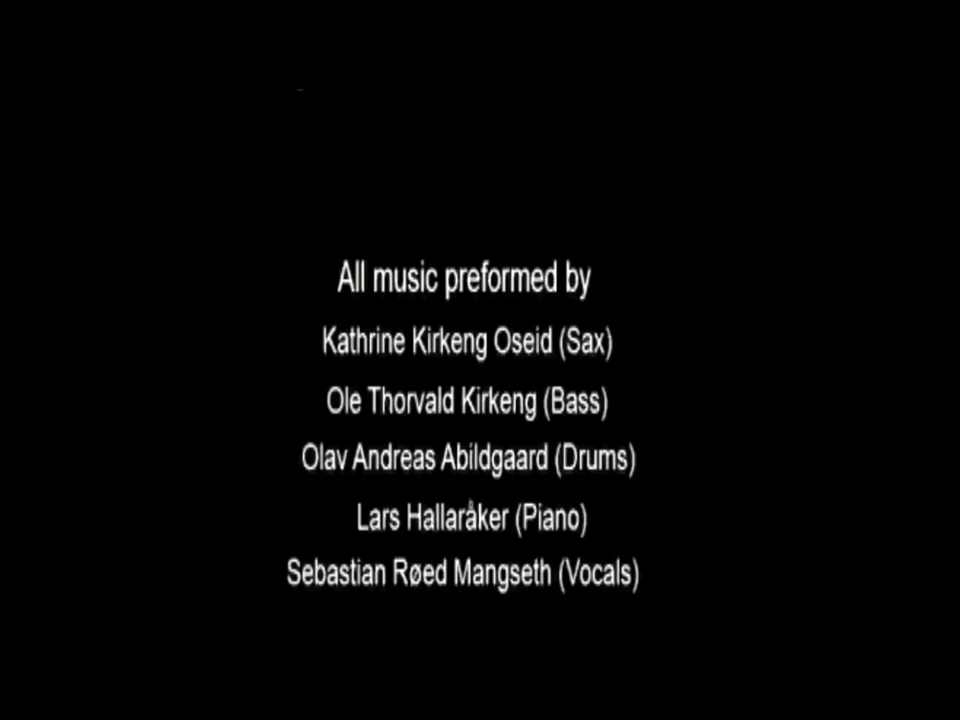 All music preformed by
Kathrine Kirkeng Oseid (Sax)
Ole Thorvald Kirkeng (Bass)
Olav Andreas Abildgaard (Drums)
Lars Hallaråker (Piano)
Sebastian Røed Mangseth (Vocals)